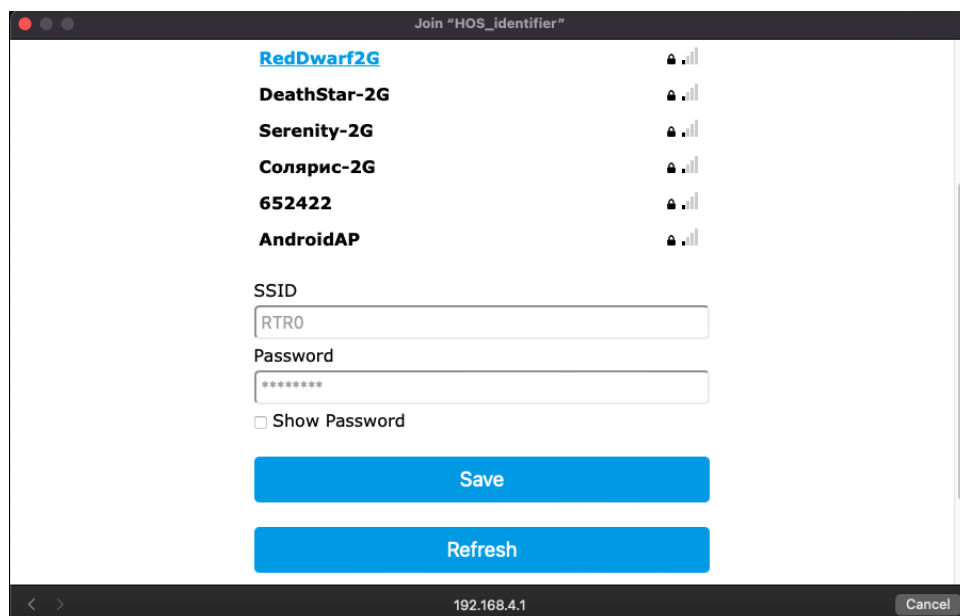 Join “HOS_identifier”
RedDwarf2G
DeathStar-2G
Serenity-2G
Солярис-2G
652422
AndroidAP
SSID
RTR0
Password
********
Show Password
Save
Refresh
192.168.4.1
Cancel